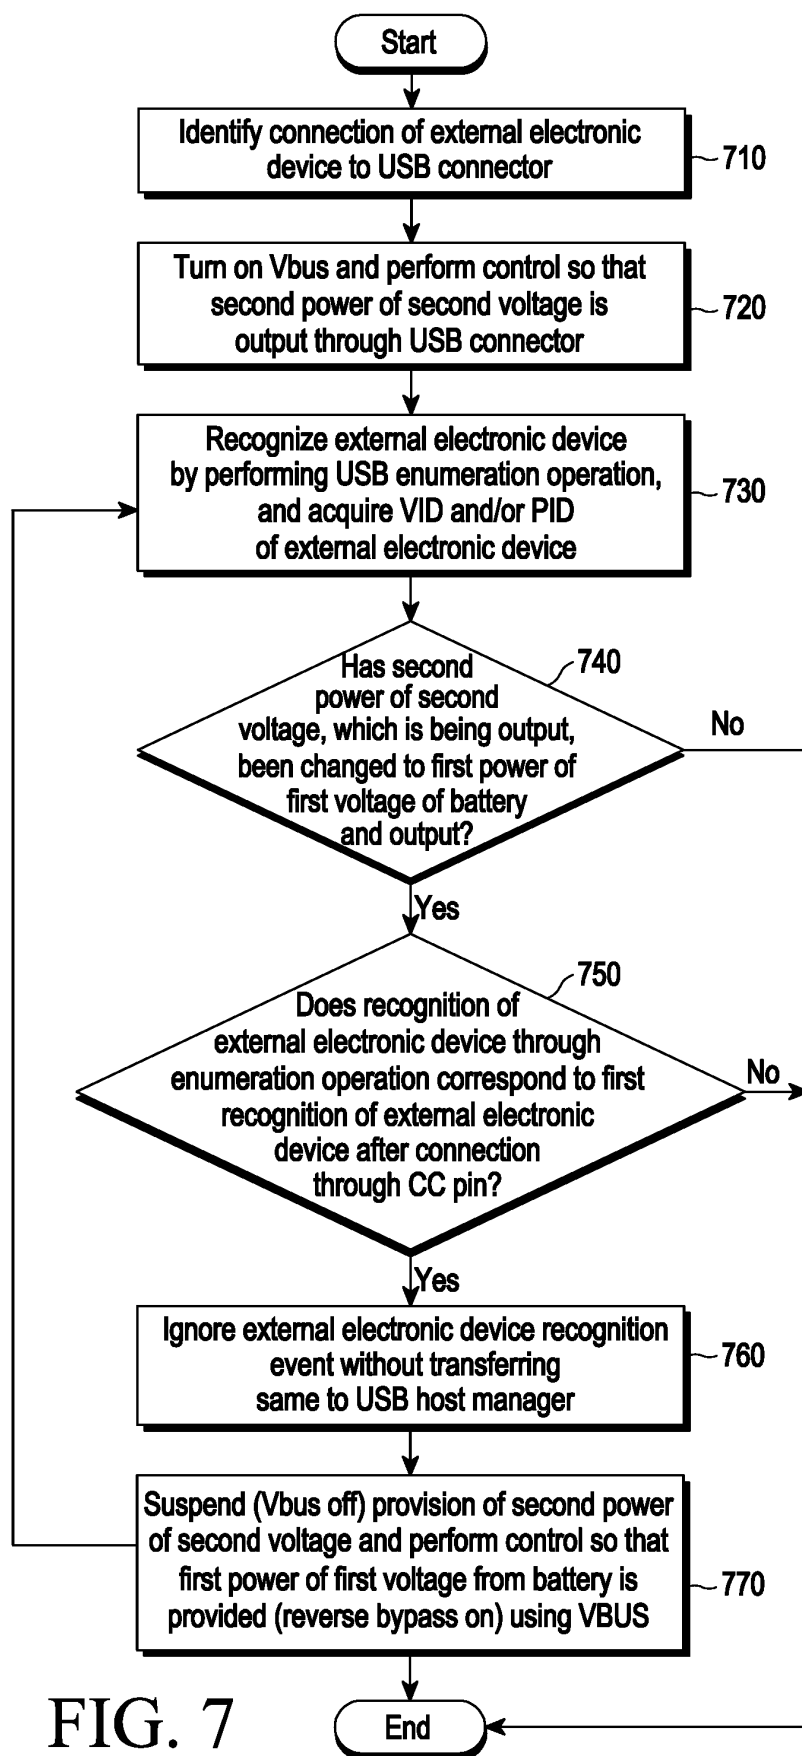 Start
Identify connection of external electronic
device to USB connector
710
Turn on Vbus and perform control so that
second power of second voltage is
output through USB connector
720
Recognize external electronic device
by performing USB enumeration operation,
and acquire VID and/or PID
of external electronic device
730
Has second
power of second
voltage, which is being output,
been changed to first power of
first voltage of battery
and output?
740
No
Yes
Does recognition of
external electronic device through
enumeration operation correspond to first
recognition of external electronic
device after connection
through CC pin?
750
No
Yes
Ignore external electronic device recognition
event without transferring
same to USB host manager
760
Suspend (Vbus off) provision of second power
of second voltage and perform control so that
first power of first voltage from battery is
provided (reverse bypass on) using VBUS
770
End
FIG. 7